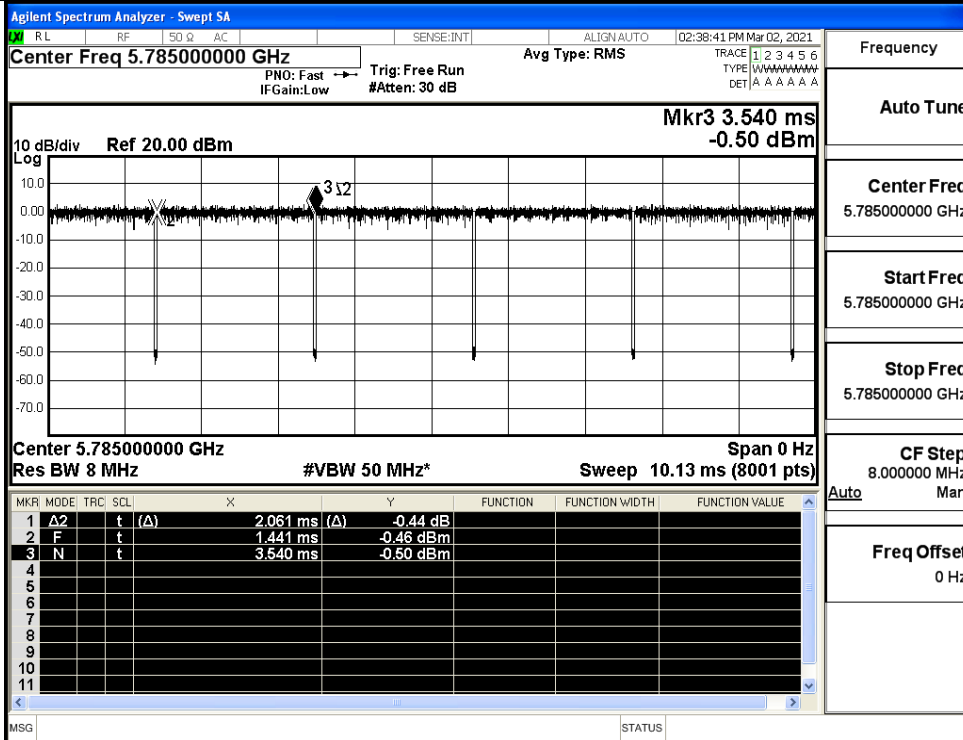 Agilent Spectrum Analyzer - Swept SA
LXI RL RF 50 Ω AC SENSE:INT ALIGN AUTO 02:38:41 PM Mar 02, 2021
Center Freq 5.785000000 GHz
Avg Type: RMS
TRACE 1 2 3 4 5 6
TYPE WWWWWW
DET A A A A A A
PNO: Fast
IFGain:Low
Trig: Free Run
#Atten: 30 dB
Mkr3 3.540 ms
-0.50 dBm
10 dB/div Ref 20.00 dBm
Log
10.0
0.00
-10.0
-20.0
-30.0
-40.0
-50.0
-60.0
-70.0
3 1Δ2
2
Center 5.785000000 GHz Span 0 Hz
Res BW 8 MHz #VBW 50 MHz* Sweep 10.13 ms (8001 pts)
MKR MODE TRC SCL X Y FUNCTION FUNCTION WIDTH FUNCTION VALUE
1 Δ2 t (Δ) 2.061 ms (Δ) -0.44 dB
2 F t 1.441 ms -0.46 dBm
3 N t 3.540 ms -0.50 dBm
4
5
6
7
8
9
10
11
MSG STATUS
Frequency
Auto Tune
Center Freq
5.785000000 GHz
Start Freq
5.785000000 GHz
Stop Freq
5.785000000 GHz
CF Step
8.000000 MHz
Auto Man
Freq Offset
0 Hz